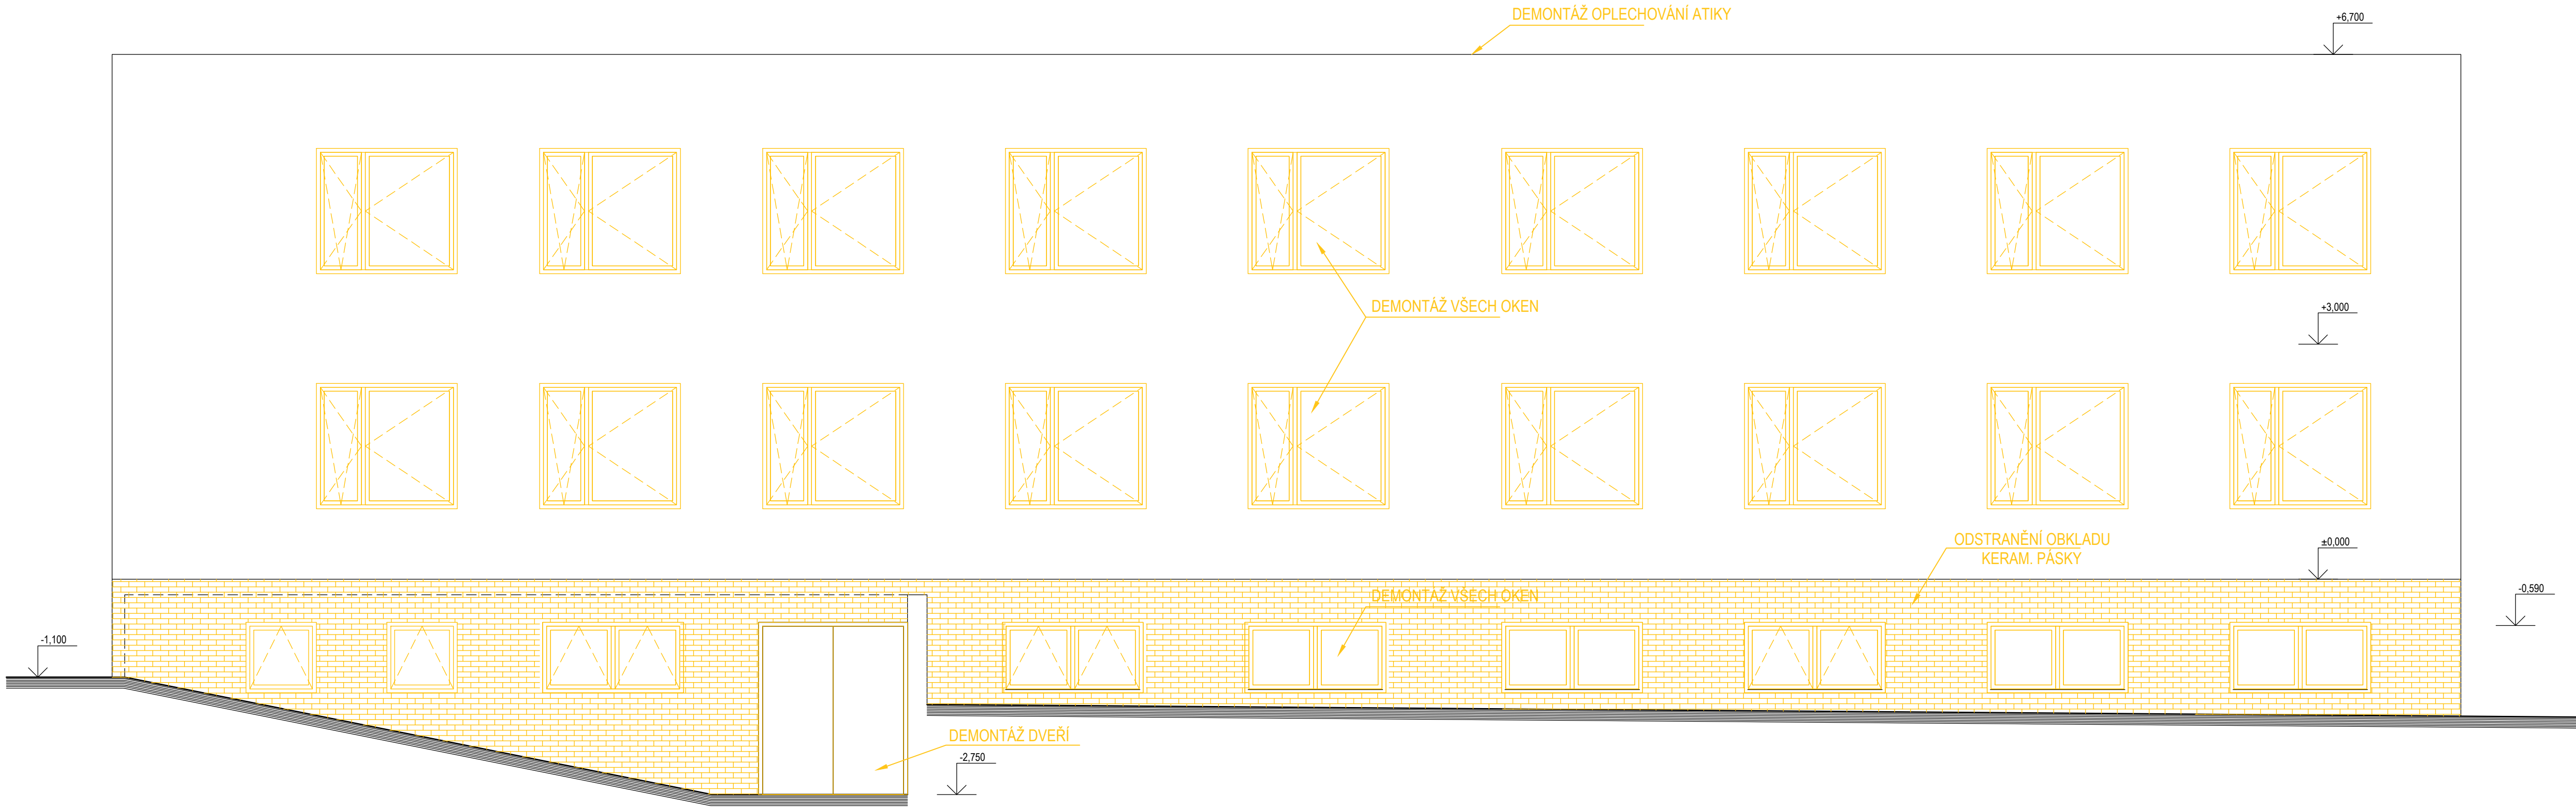 DEMONTÁŽ OPLECHOVÁNÍ ATIKY
+6,700
DEMONTÁŽ VŠECH OKEN
+3,000
ODSTRANĚNÍ OBKLADU
KERAM. PÁSKY
±0,000
-0,590
DEMONTÁŽ VŠECH OKEN
-1,100
DEMONTÁŽ DVEŘÍ
-2,750